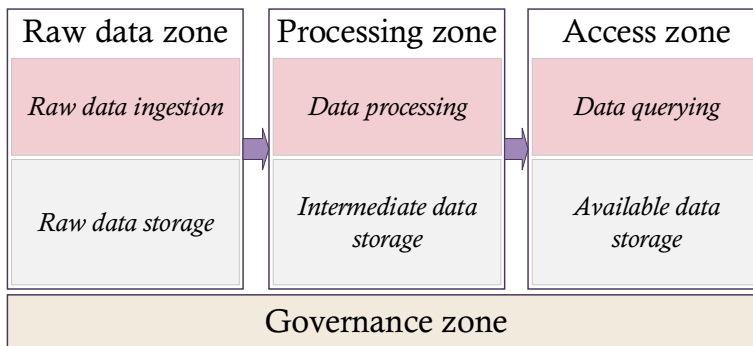 Raw data zone
Raw data ingestion
Raw data storage
Processing zone
Data processing
Intermediate data
storage
Access zone
Data querying
Available data
storage
Governance zone